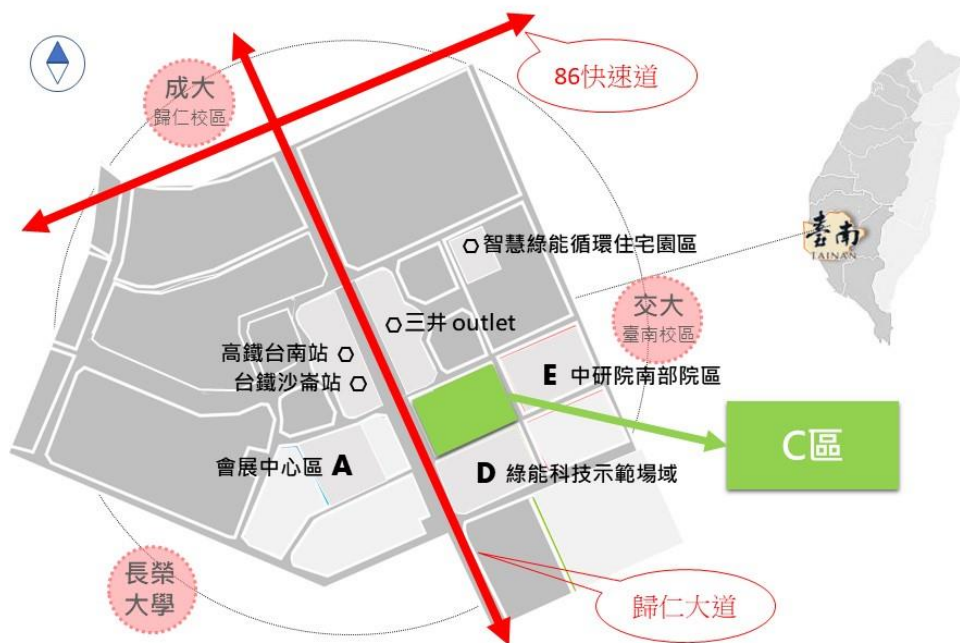 86快速道
成大
歸仁校區
臺南
TAINAN
智慧綠能循環住宅園區
交大
臺南校區
三井 outlet
高鐵台南站
台鐵沙崙站
E 中研院南部院區
C區
會展中心區 A
D 綠能科技示範場域
長榮
大學
歸仁大道